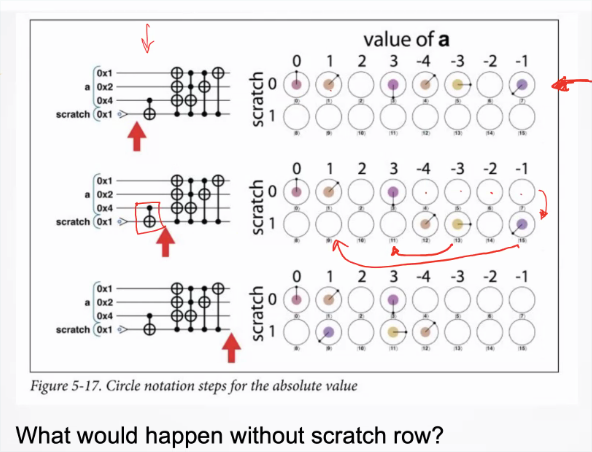 value of a
0 1 2 3 -4 -3 -2 -1
0x1
a 0x2
0x4
scratch 0x1
scratch
0
1
(0) (1) (2) (3) (4) (5) (6) (7)
(8) (9) (10) (11) (12) (13) (14) (15)
0 1 2 3 -4 -3 -2 -1
0x1
a 0x2
0x4
scratch 0x1
scratch
0
1
(0) (1) (2) (3) (4) (5) (6) (7)
(8) (9) (10) (11) (12) (13) (14) (15)
0 1 2 3 -4 -3 -2 -1
0x1
a 0x2
0x4
scratch 0x1
scratch
0
1
(0) (1) (2) (3) (4) (5) (6) (7)
(8) (9) (10) (11) (12) (13) (14) (15)
Figure 5-17. Circle notation steps for the absolute value
What would happen without scratch row?